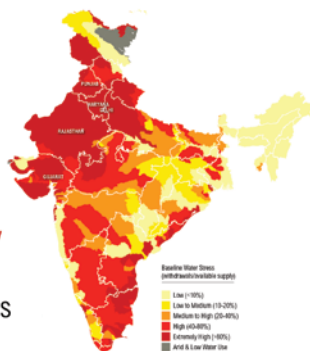 PUNJAB
HARYANA
DELHI
RAJASTHAN
GUJARAT
S
Baseline Water Stress
(withdrawals/available supply)
Low (<10%)
Low to Medium (10-20%)
Medium to High (20-40%)
High (40-80%)
Extremely High (>80%)
Arid & Low Water Use